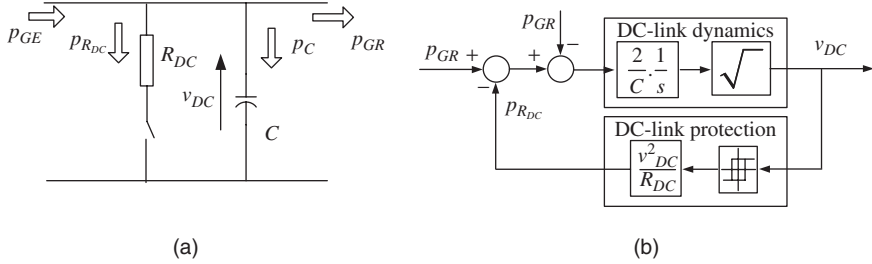 p_GE
p_R_DC
R_DC
p_C
p_GR
v_DC
C
(a)
p_GR
DC-link dynamics
p_GR + − + −
2/C · 1/s
√
v_DC
p_R_DC
DC-link protection
v²_DC/R_DC
(b)